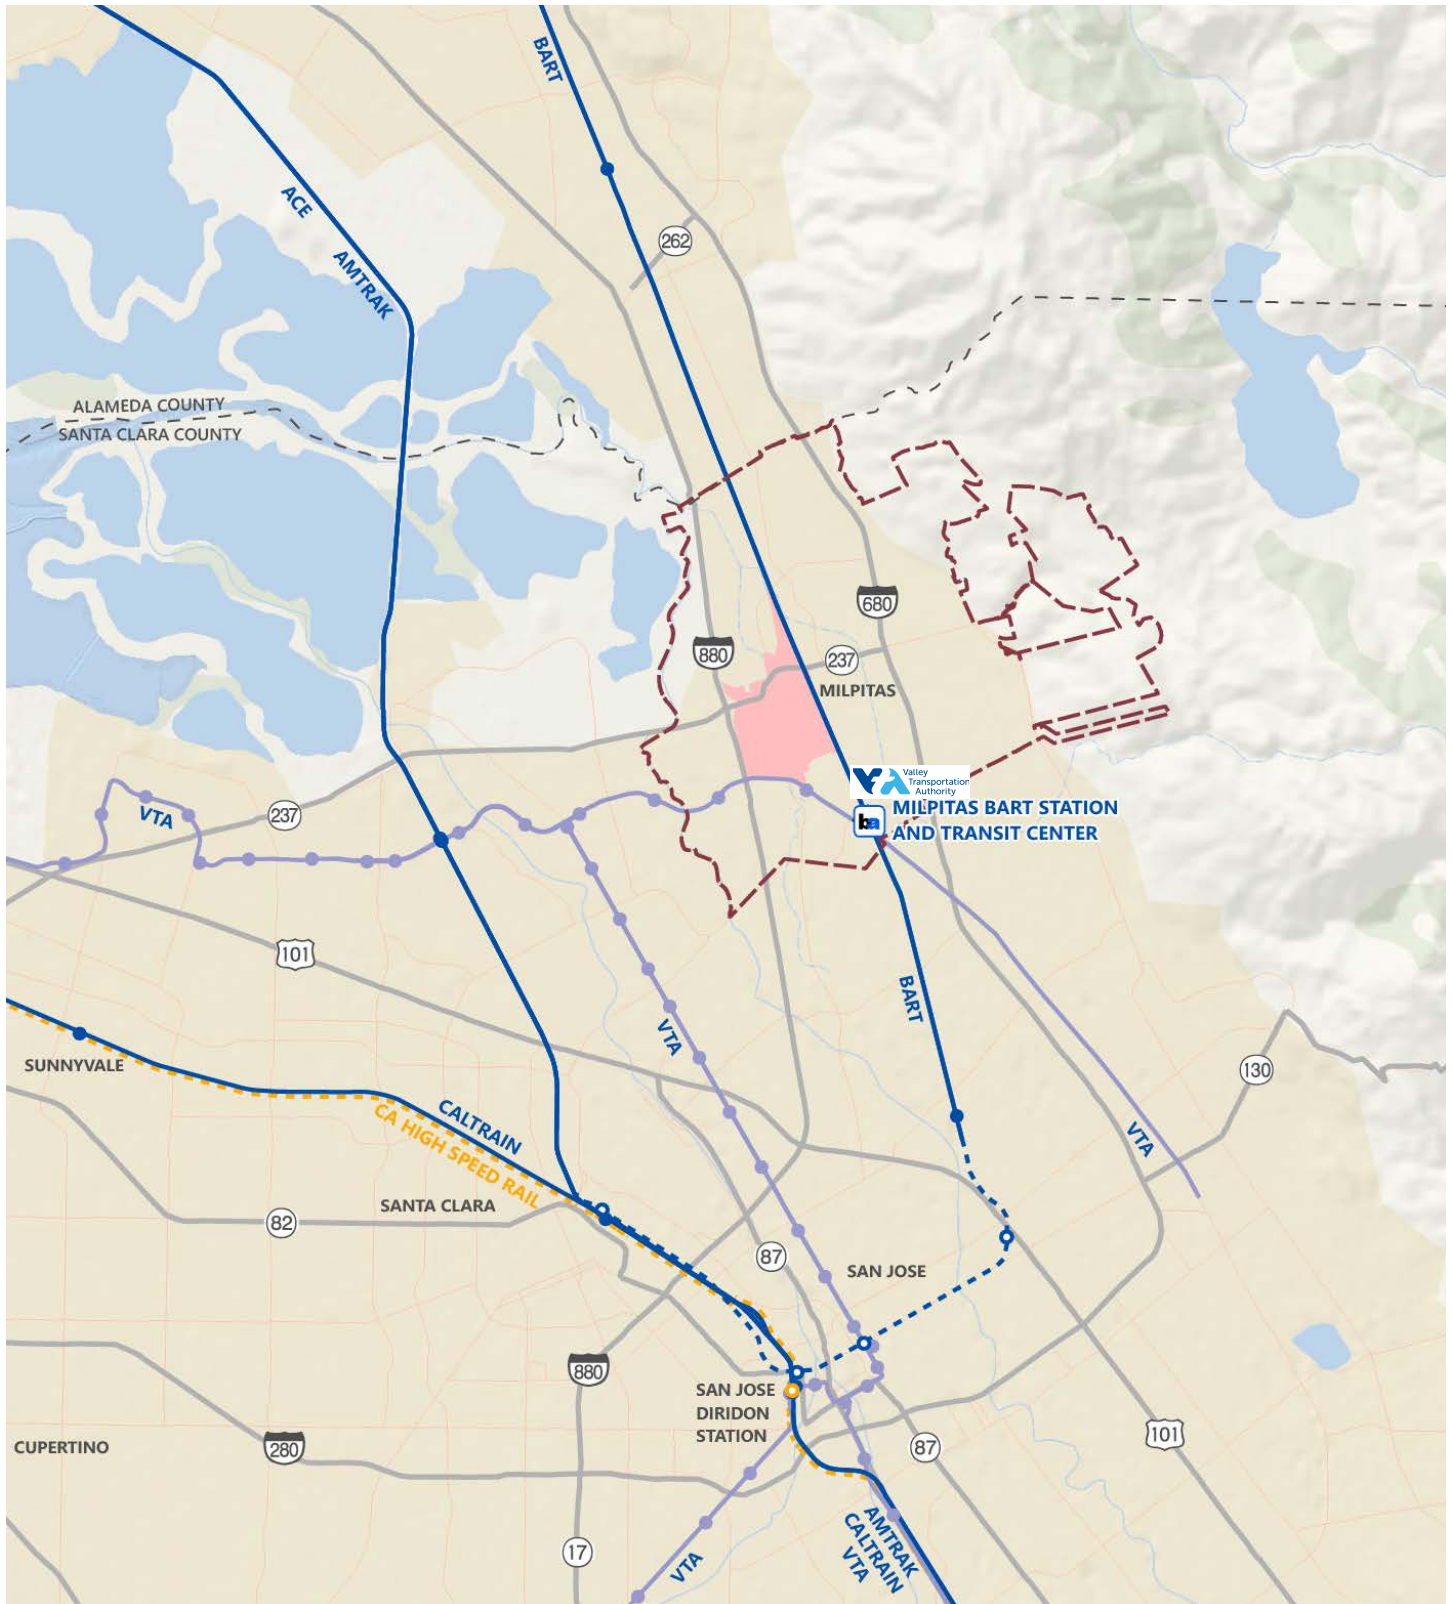 BART
ACE
AMTRAK
262
ALAMEDA COUNTY
SANTA CLARA COUNTY
680
880
237
MILPITAS
Valley
Transportation
Authority
VTA
ba
MILPITAS BART STATION
AND TRANSIT CENTER
237
VTA
101
BART
VTA
SUNNYVALE
130
CALTRAIN
CA HIGH SPEED RAIL
VTA
SANTA CLARA
82
87
SAN JOSE
880
SAN JOSE
DIRIDON
STATION
CUPERTINO
280
87
101
17
VTA
AMTRAK
CALTRAIN
VTA